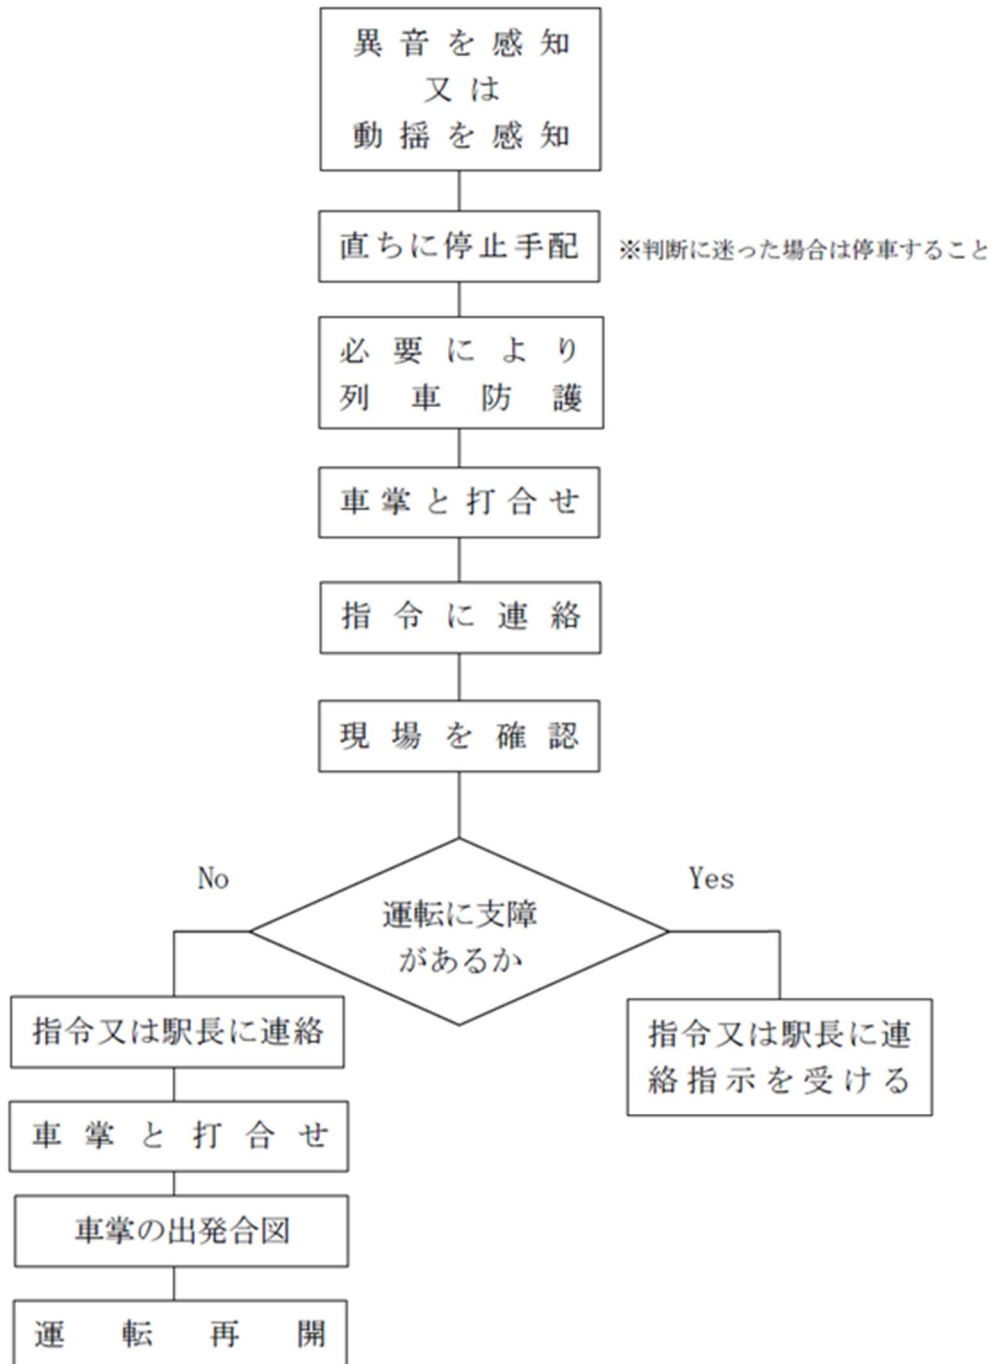 異音を感知
又は
動揺を感知
直ちに停止手配
※判断に迷った場合は停車すること
必要により
列車防護
車掌と打合せ
指令に連絡
現場を確認
No
Yes
運転に支障
があるか
指令又は駅長に連絡
指令又は駅長に連
絡指示を受ける
車掌と打合せ
車掌の出発合図
運転再開